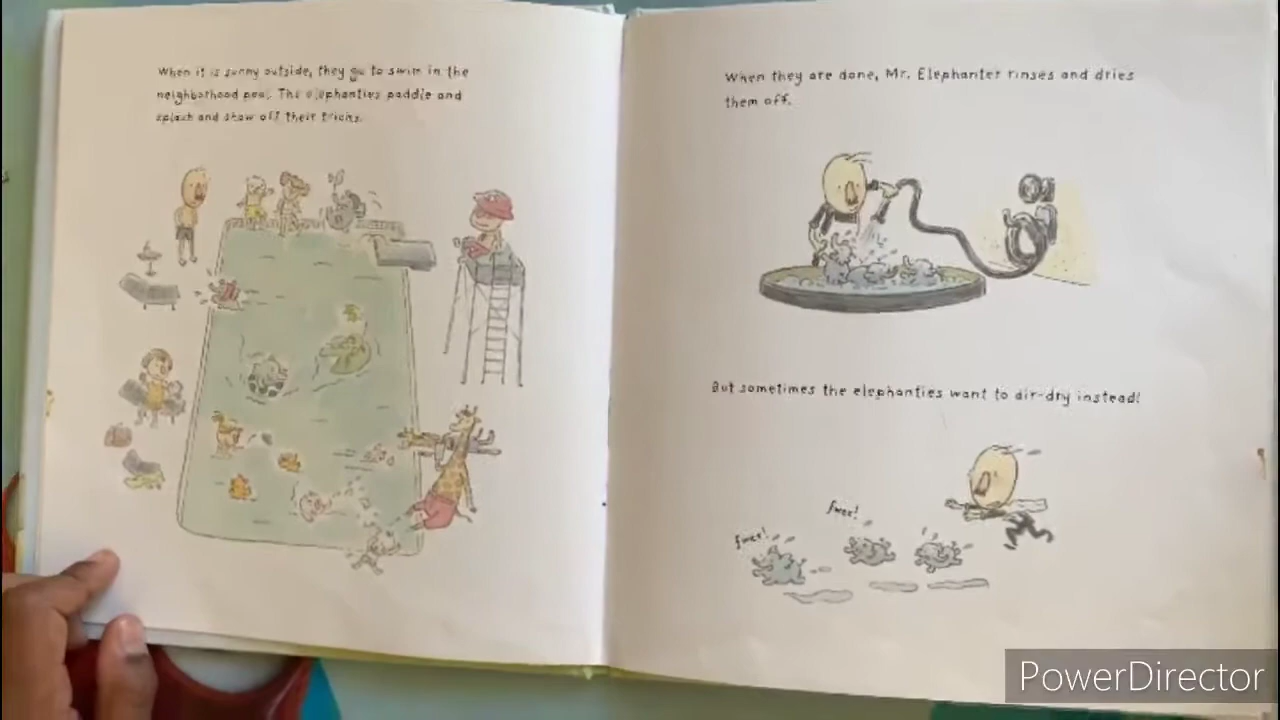 When it is sunny outside, they go to swim in the
neighborhood pool. The elephanties paddle and
splash and show off their tricks.
When they are done, Mr. Elephanter rinses and dries
them off.
But sometimes the elephanties want to air-dry instead!
fwee!
fwee!
PowerDirector